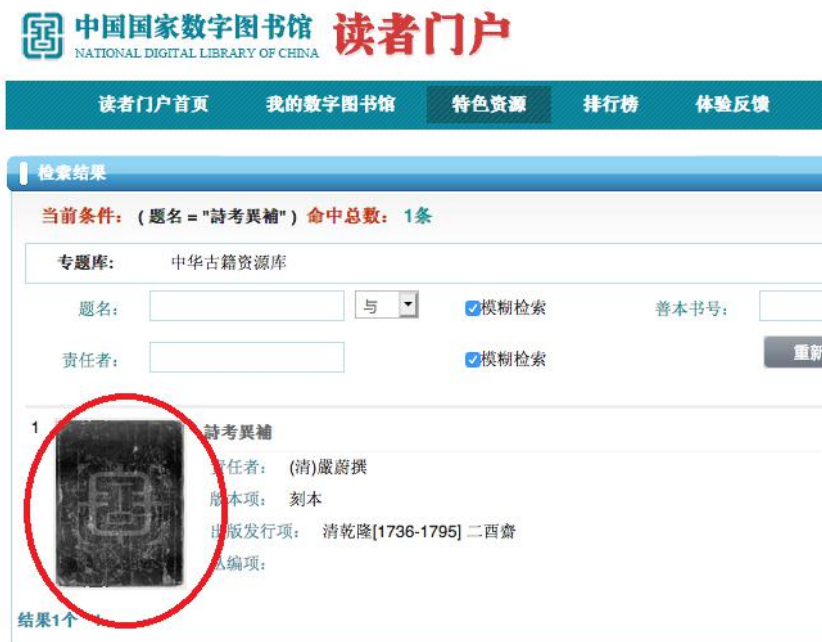 中国国家数字图书馆 读者门户
NATIONAL DIGITAL LIBRARY OF CHINA
读者门户首页 我的数字图书馆 特色资源 排行榜 体验反馈
检索结果
当前条件：（题名="詩考異補"）命中总数： 1条
专题库: 中华古籍资源库
题名： 与 模糊检索 善本书号：
责任者： 模糊检索 重新
1
詩考異補
责任者： (清)嚴蔚撰
版本项： 刻本
出版发行项： 清乾隆[1736-1795] 二酉齋
丛编项：
结果1个 1